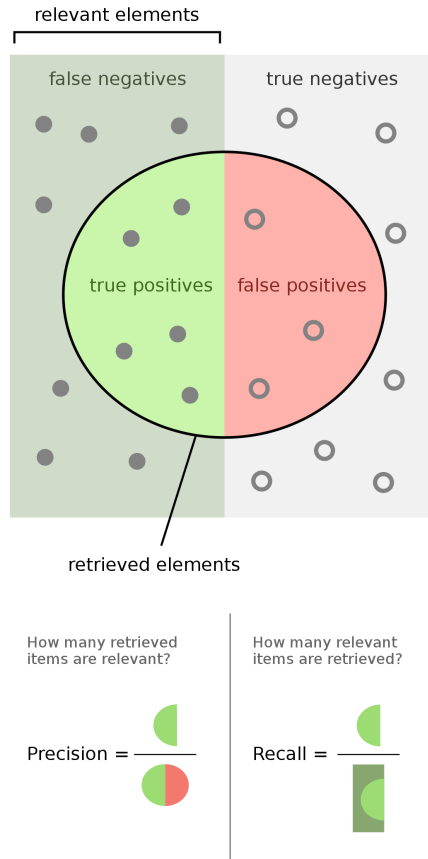 relevant elements
false negatives
true negatives
true positives
false positives
retrieved elements
How many retrieved
items are relevant?
How many relevant
items are retrieved?
Precision =
Recall =